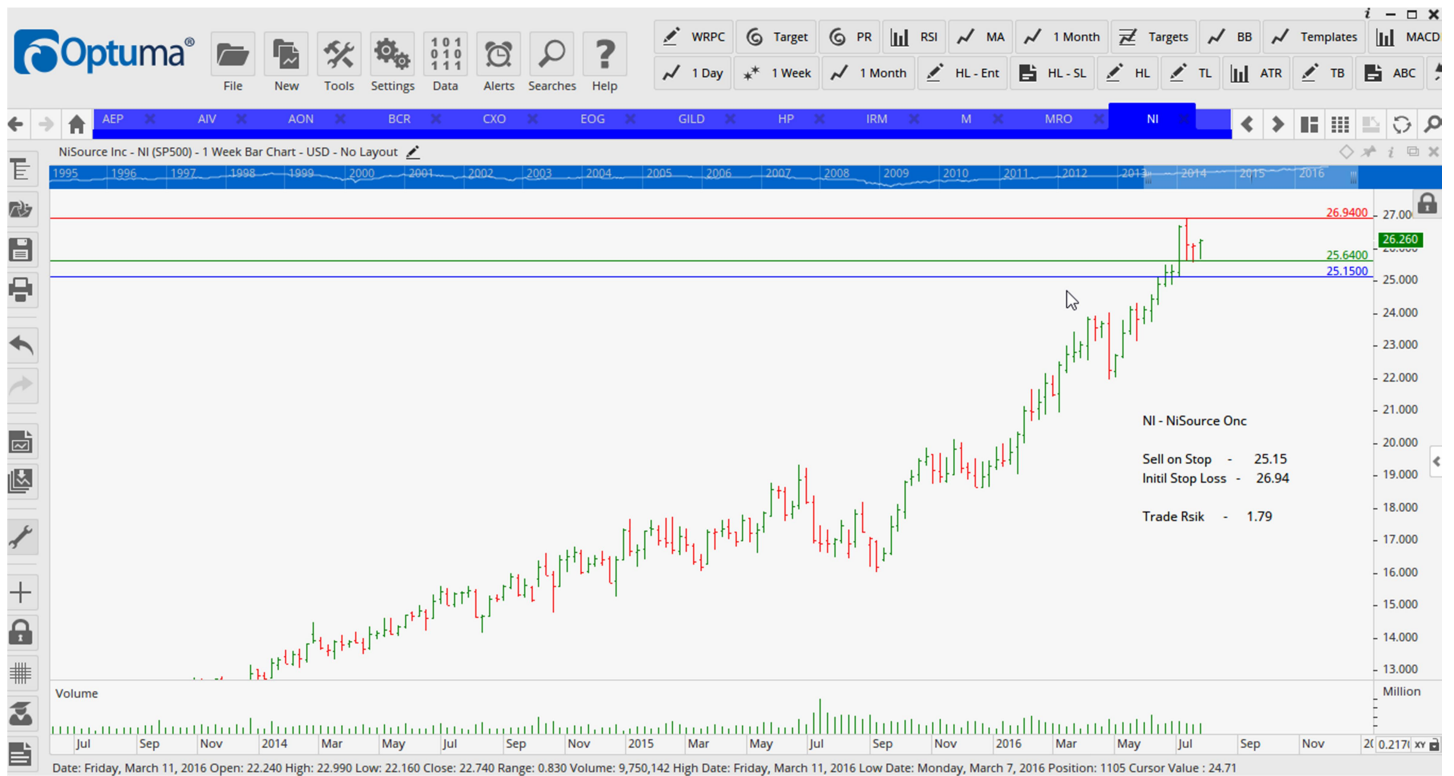 i
Optuma®
File
New
Tools
Settings
Data
Alerts
Searches
Help
WRPC Target PR RSI MA 1 Month Targets BB Templates MACD
1 Day 1 Week 1 Month HL - Ent HL - SL HL TL ATR TB ABC
AEP AIV AON BCR CXO EOG GILD HP IRM M MRO NI
NiSource Inc - NI (SP500) - 1 Week Bar Chart - USD - No Layout
1995 1996 1997 1998 1999 2000 2001 2002 2003 2004 2005 2006 2007 2008 2009 2010 2011 2012 2013 2014 2015 2016
26.9400
27.00
26.260
25.6400
25.1500
25.000
24.000
23.000
22.000
21.000
20.000
19.000
18.000
17.000
16.000
15.000
14.000
13.000
NI - NiSource Onc
Sell on Stop - 25.15
Initil Stop Loss - 26.94
Trade Rsik - 1.79
Volume
Million
Jul Sep Nov 2014 Mar May Jul Sep Nov 2015 Mar May Jul Sep Nov 2016 Mar May Jul Sep Nov 0.217 XY
Date: Friday, March 11, 2016 Open: 22.240 High: 22.990 Low: 22.160 Close: 22.740 Range: 0.830 Volume: 9,750,142 High Date: Friday, March 11, 2016 Low Date: Monday, March 7, 2016 Position: 1105 Cursor Value : 24.71